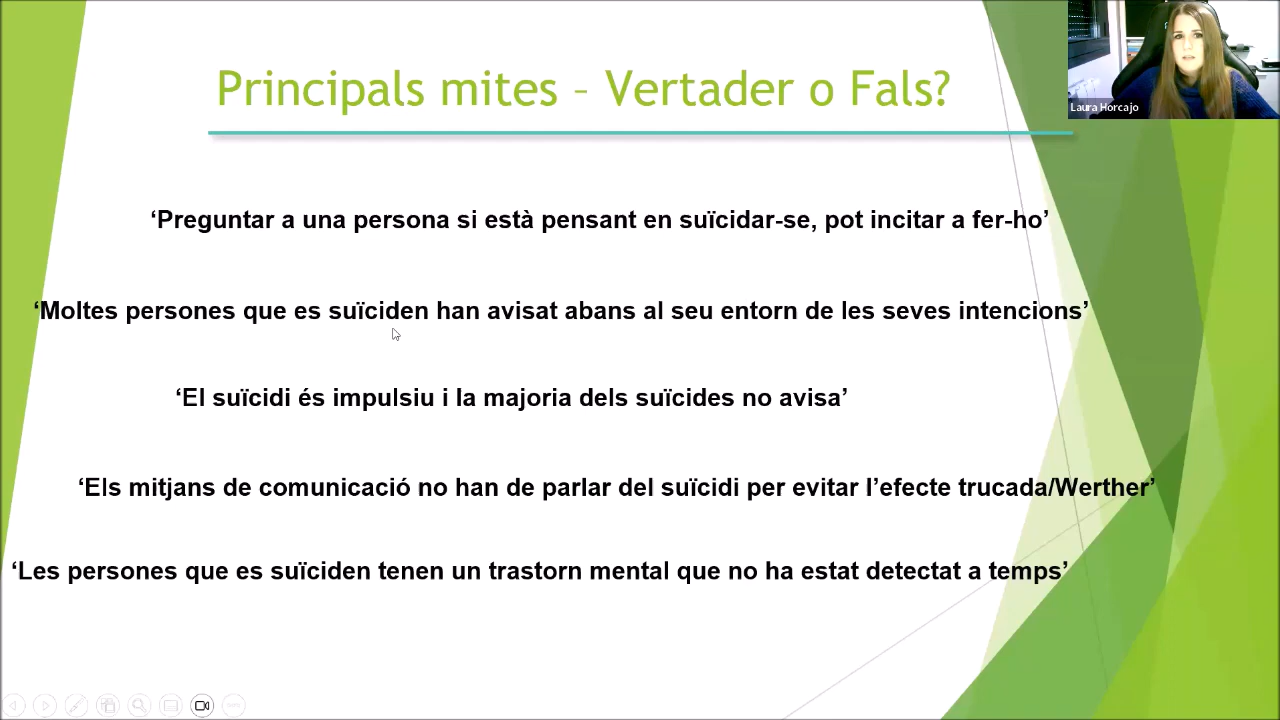 Principals mites – Vertader o Fals?
Laura Horcajo
‘Preguntar a una persona si està pensant en suïcidar-se, pot incitar a fer-ho’
‘Moltes persones que es suïciden han avisat abans al seu entorn de les seves intencions’
‘El suïcidi és impulsiu i la majoria dels suïcides no avisa’
‘Els mitjans de comunicació no han de parlar del suïcidi per evitar l’efecte trucada/Werther’
‘Les persones que es suïciden tenen un trastorn mental que no ha estat detectat a temps’